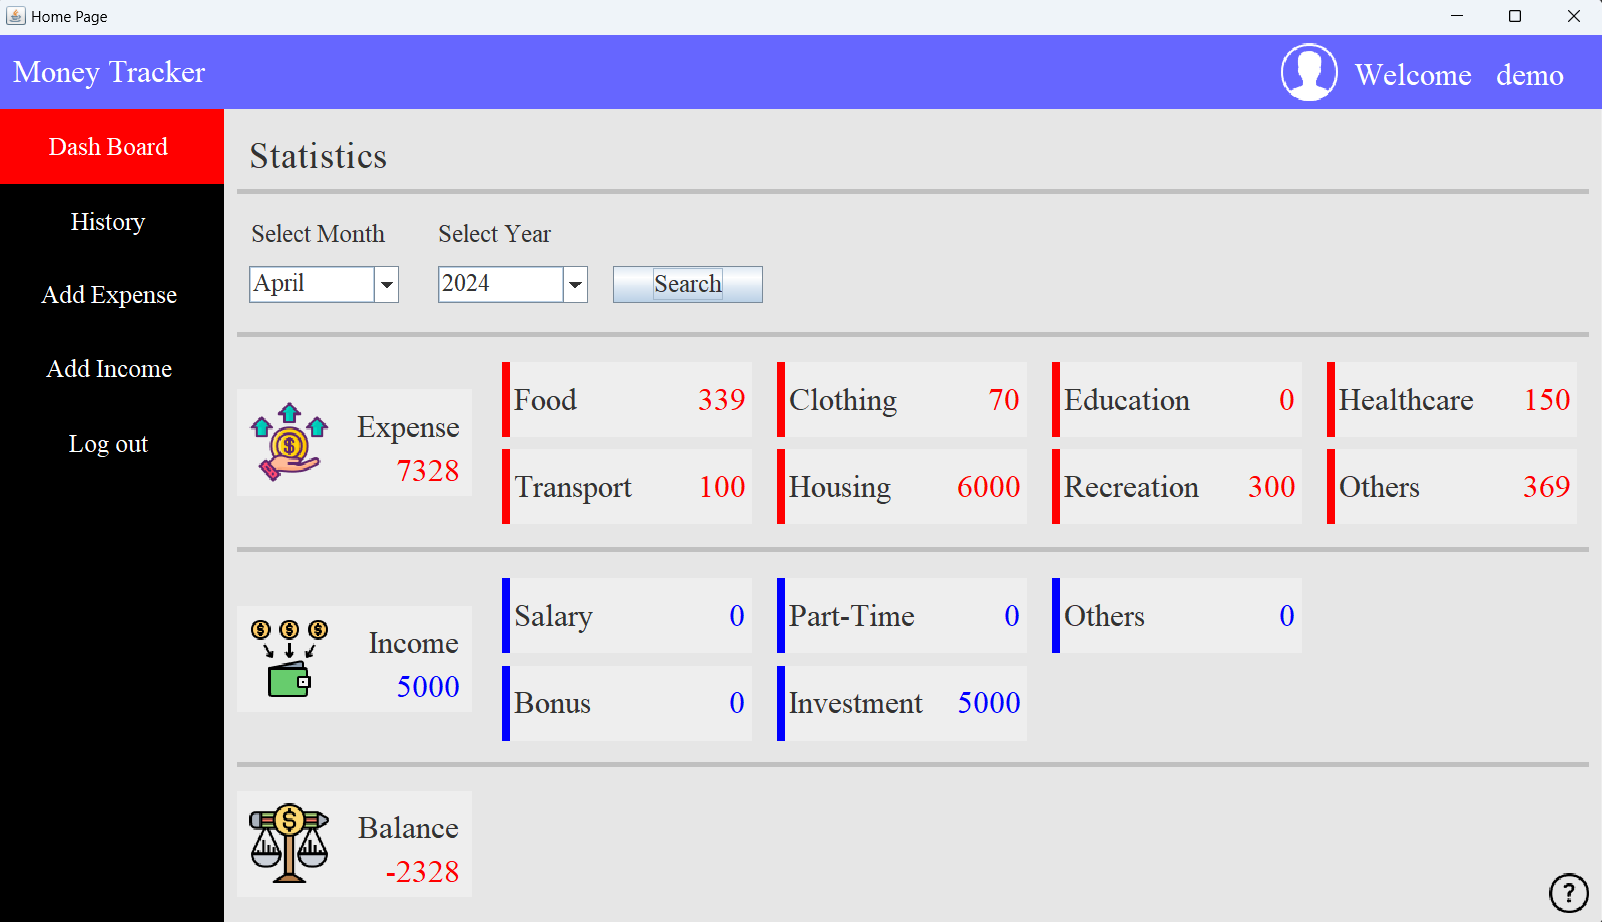 Home Page
Money Tracker
Welcome demo
Dash Board
History
Add Expense
Add Income
Log out
Statistics
Select Month Select Year
April 2024 Search
Expense
7328
Food 339 Clothing 70 Education 0 Healthcare 150
Transport 100 Housing 6000 Recreation 300 Others 369
Income
5000
Salary 0 Part-Time 0 Others 0
Bonus 0 Investment 5000
Balance
-2328
?